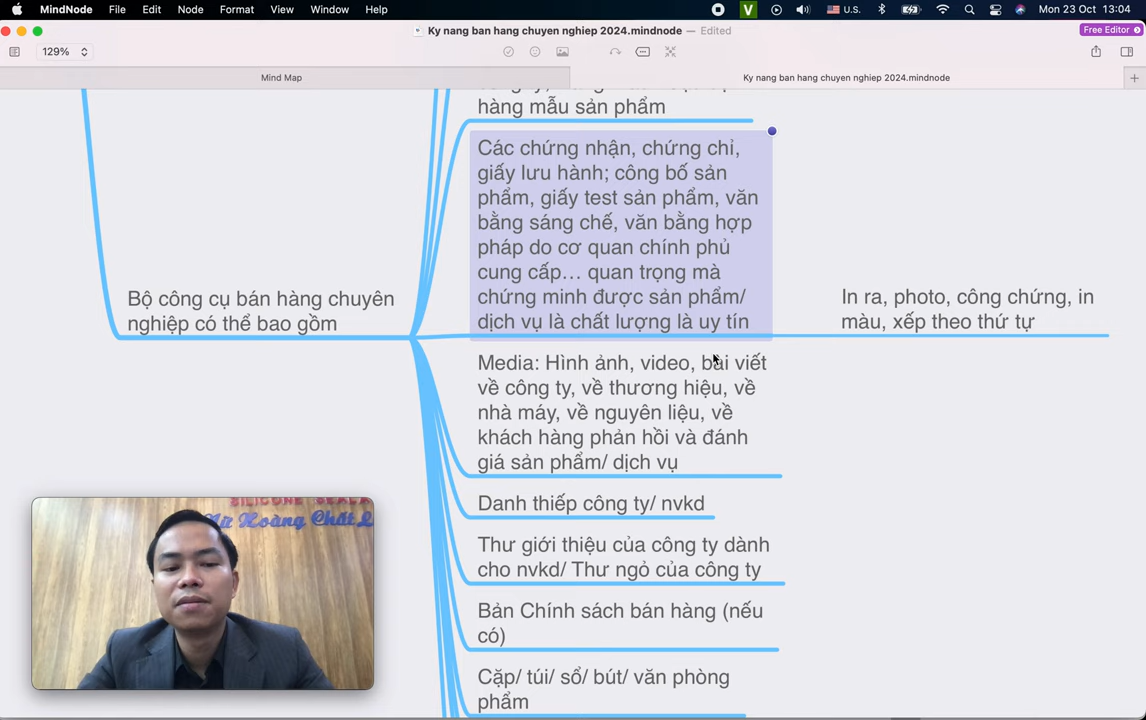 MindNode File Edit Node Format View Window Help V U.S. Mon 23 Oct 13:04
Ky nang ban hang chuyen nghiep 2024.mindnode — Edited
Free Editor
129%
Mind Map
Ky nang ban hang chuyen nghiep 2024.mindnode
hàng mẫu sản phẩm
Các chứng nhận, chứng chỉ,
giấy lưu hành; công bố sản
phẩm, giấy test sản phẩm, văn
bằng sáng chế, văn bằng hợp
pháp do cơ quan chính phủ
cung cấp... quan trọng mà
chứng minh được sản phẩm/
dịch vụ là chất lượng là uy tín
Bộ công cụ bán hàng chuyên
nghiệp có thể bao gồm
In ra, photo, công chứng, in
màu, xếp theo thứ tự
Media: Hình ảnh, video, bài viết
về công ty, về thương hiệu, về
nhà máy, về nguyên liệu, về
khách hàng phản hồi và đánh
giá sản phẩm/ dịch vụ
Danh thiếp công ty/ nvkd
Thư giới thiệu của công ty dành
cho nvkd/ Thư ngỏ của công ty
Bản Chính sách bán hàng (nếu
có)
Cặp/ túi/ sổ/ bút/ văn phòng
phẩm
SILICONE
Hoàng Chất